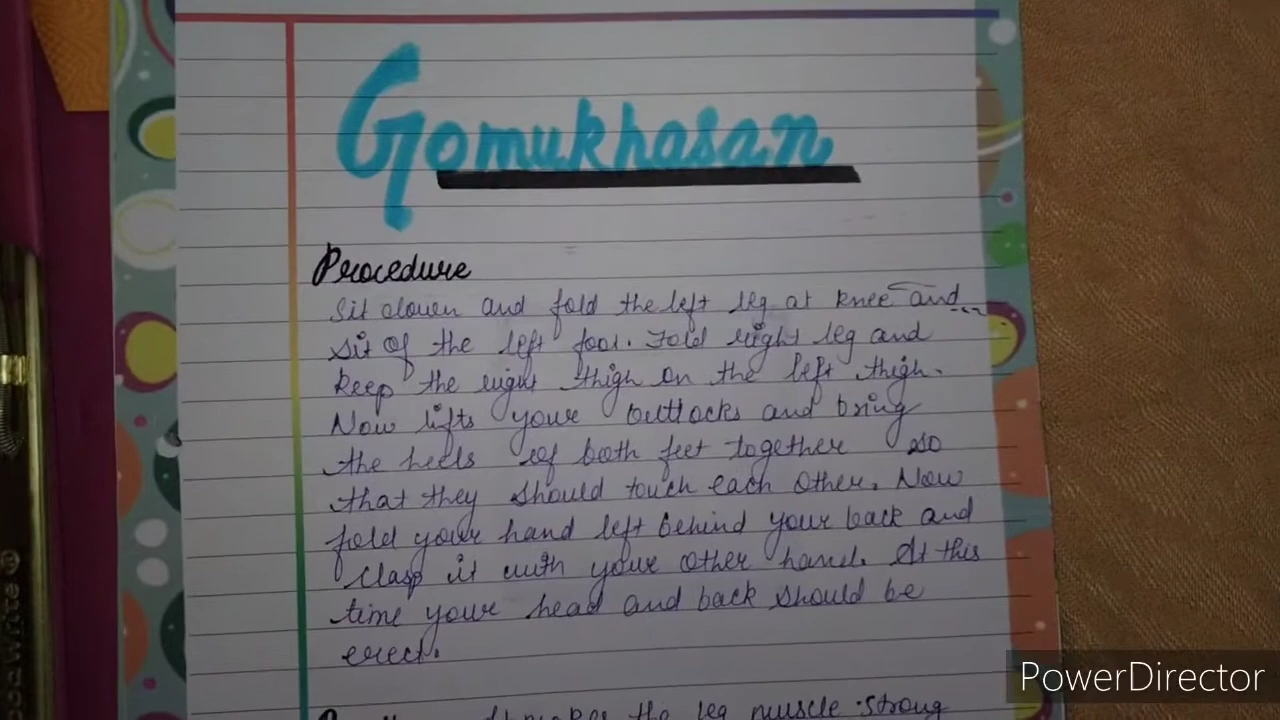 Gomukhasan
Procedure
Sit down and fold the left leg at knee and
sit of the left foot. Fold right leg and
keep the right thigh on the left thigh.
Now lifts your buttocks and bring
the heels of both feet together so
that they should touch each other. Now
fold your hand left behind your back and
clasp it with your other hand. At this
time your head and back should be
erect.
makes the leg muscle strong
PowerDirector